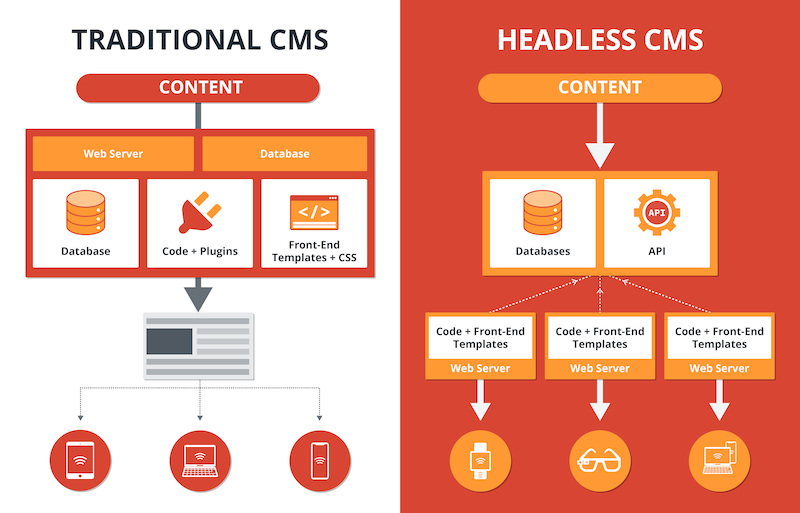 TRADITIONAL CMS
CONTENT
Web Server
Database
Database
Code + Plugins
Front-End
Templates + CSS
HEADLESS CMS
CONTENT
Databases
API
API
Code + Front-End
Templates
Web Server
Code + Front-End
Templates
Web Server
Code + Front-End
Templates
Web Server